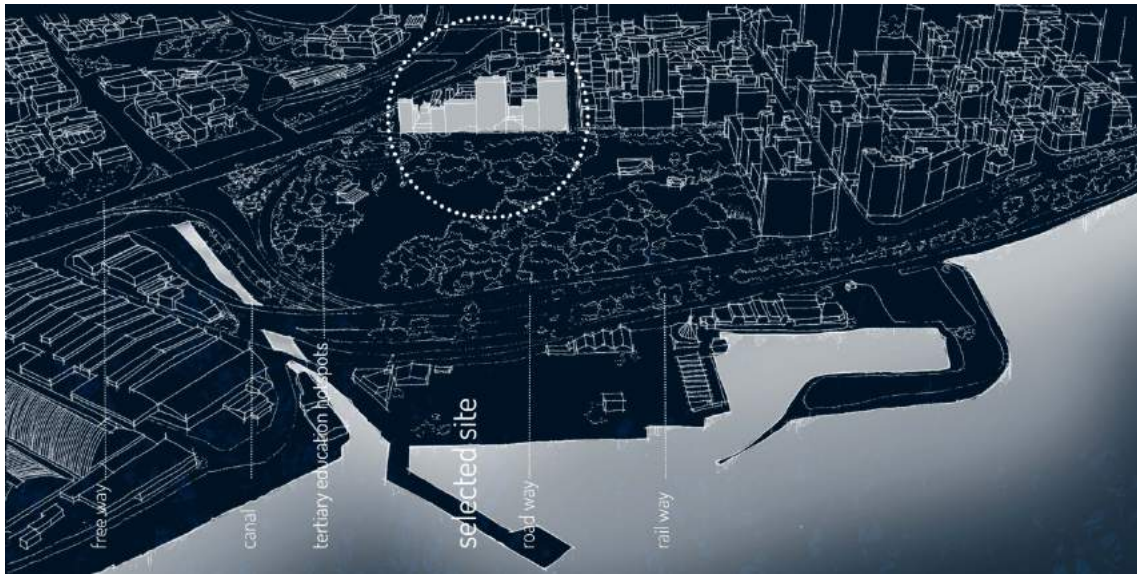 free way
canal
tertiary education hotspots
selected site
road way
rail way